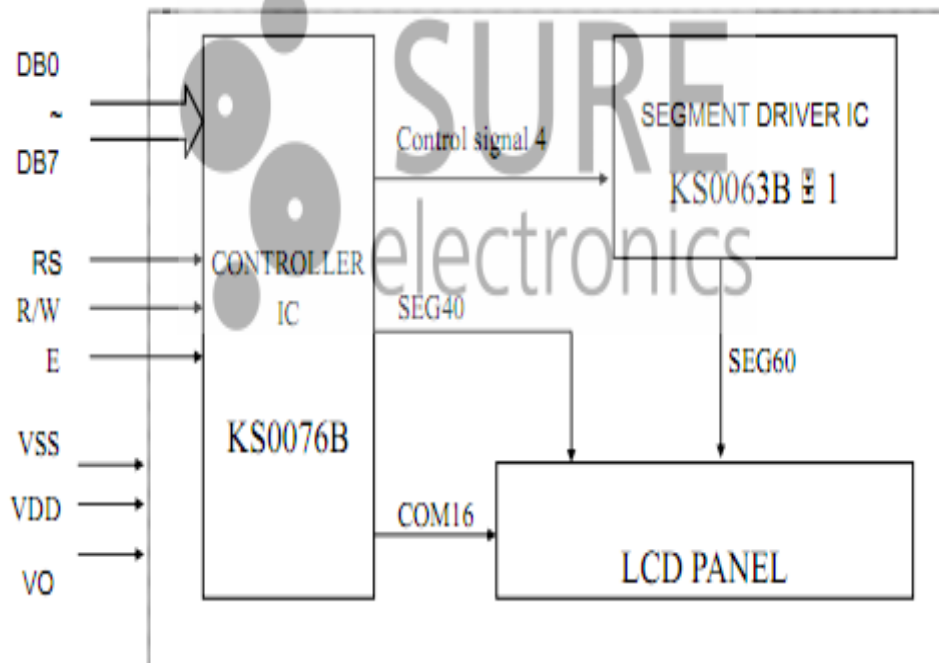 DB0
~
DB7
RS
R/W
E
VSS
VDD
VO
CONTROLLER
IC
KS0076B
Control signal 4
SEG40
COM16
SEGMENT DRIVER IC
KS0063B 1
SEG60
LCD PANEL
SURE
electronics